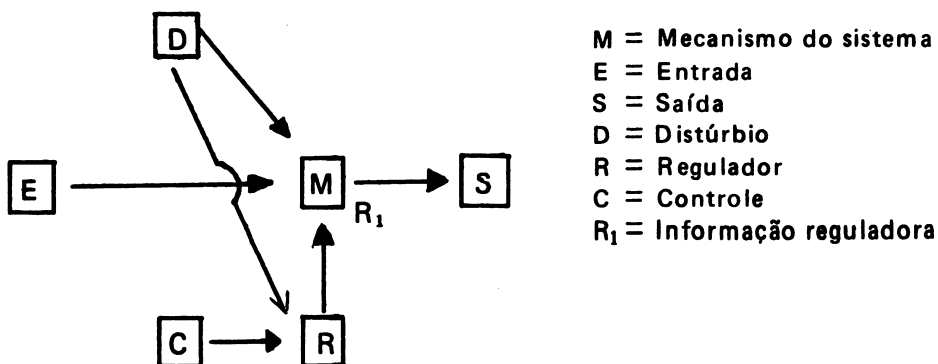 D
E
M
S
R₁
C
R
M = Mecanismo do sistema
E = Entrada
S = Saída
D = Distúrbio
R = Regulador
C = Controle
R₁ = Informação reguladora